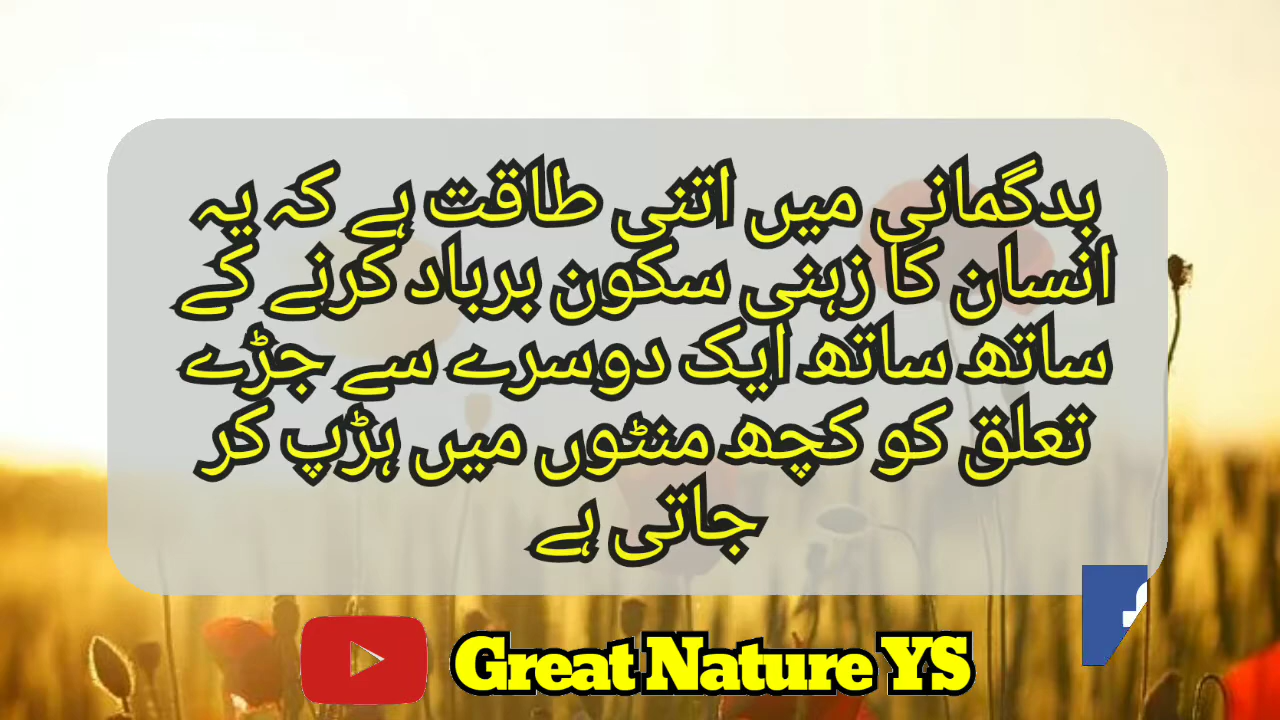 بدگمانی میں اتنی طاقت ہے کہ یہ
انسان کا زہنی سکون برباد کرنے کے
ساتھ ساتھ ایک دوسرے سے جڑے
تعلق کو کچھ منٹوں میں ہڑپ کر
جاتی ہے
Great Nature YS